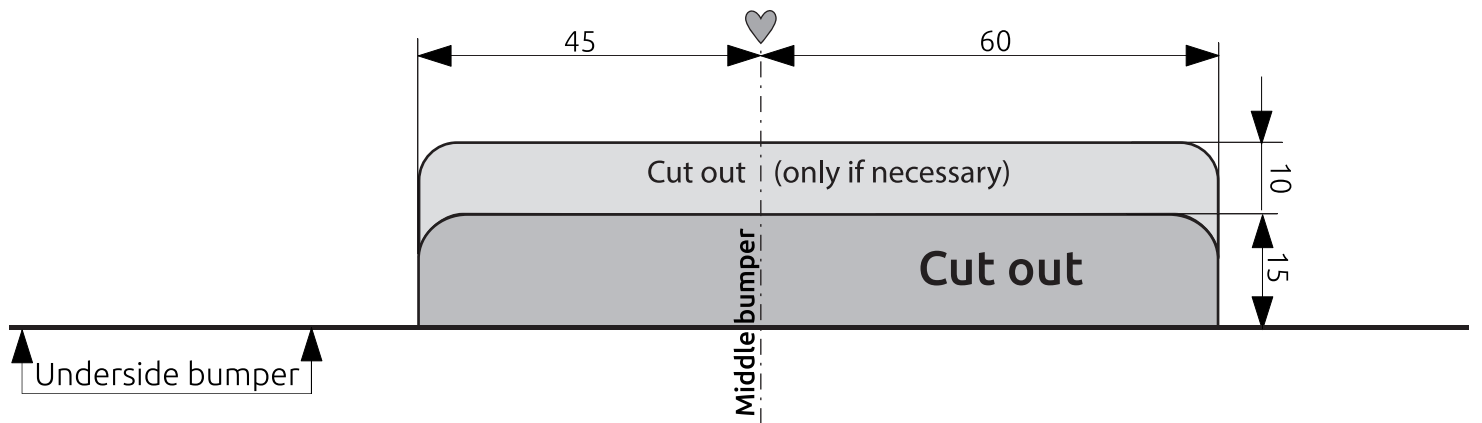 45
60
Cut out (only if necessary)
10
Cut out
15
Middle bumper
Underside bumper